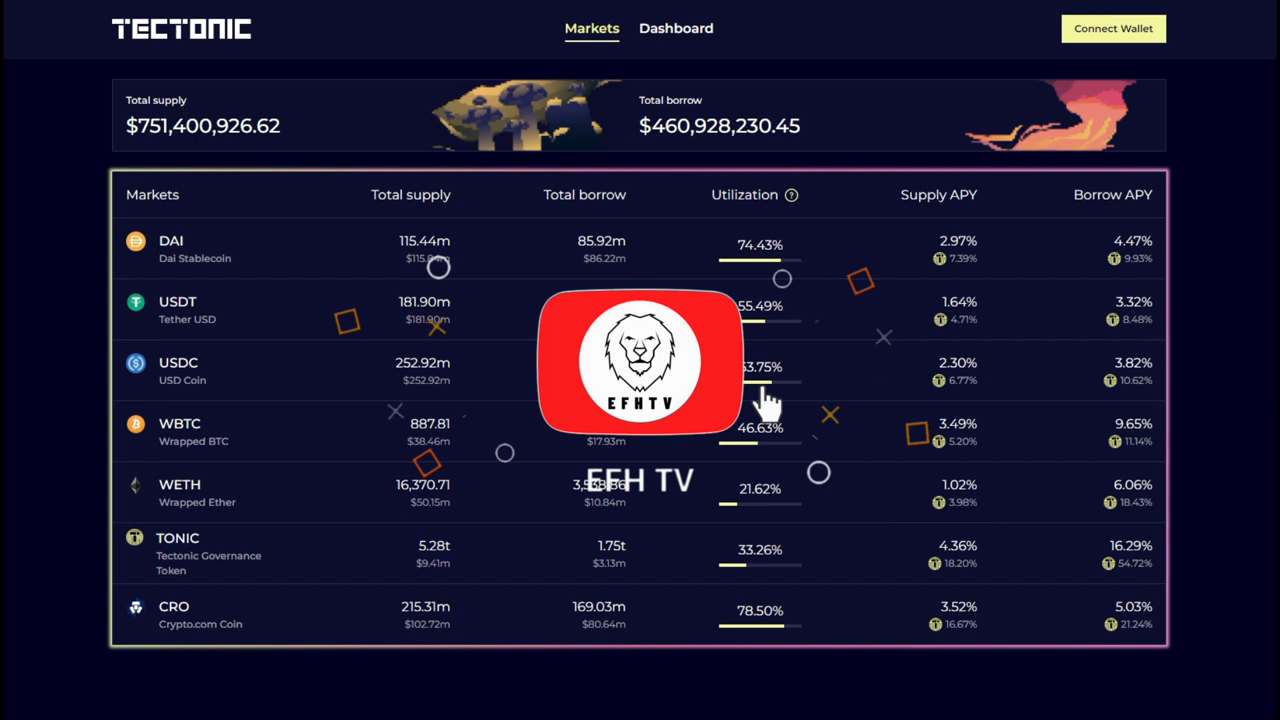 TECTONIC
Markets Dashboard
Connect Wallet
Total supply
$751,400,926.62
Total borrow
$460,928,230.45
Markets Total supply Total borrow Utilization ? Supply APY Borrow APY
DAI 115.44m 85.92m 74.43% 2.97% 4.47%
Dai Stablecoin $86.22m 7.39% 9.93%
USDT 181.90m 55.49% 1.64% 3.32%
Tether USD $181.90m 4.71% 8.48%
USDC 252.92m 2.30% 3.82%
USD Coin $252.92m 6.77% 10.62%
WBTC 887.81 46.63% 3.49% 9.65%
Wrapped BTC $38.46m $17.93m 5.20% 11.14%
EFHTV
EFH TV
WETH 16,370.71 21.62% 1.02% 6.06%
Wrapped Ether $50.15m $10.84m 3.98% 18.43%
TONIC 5.28t 1.75t 33.26% 4.36% 16.29%
Tectonic Governance
Token $9.41m $3.13m 18.20% 54.72%
CRO 215.31m 169.03m 78.50% 3.52% 5.03%
Crypto.com Coin $102.72m $80.64m 16.67% 21.24%